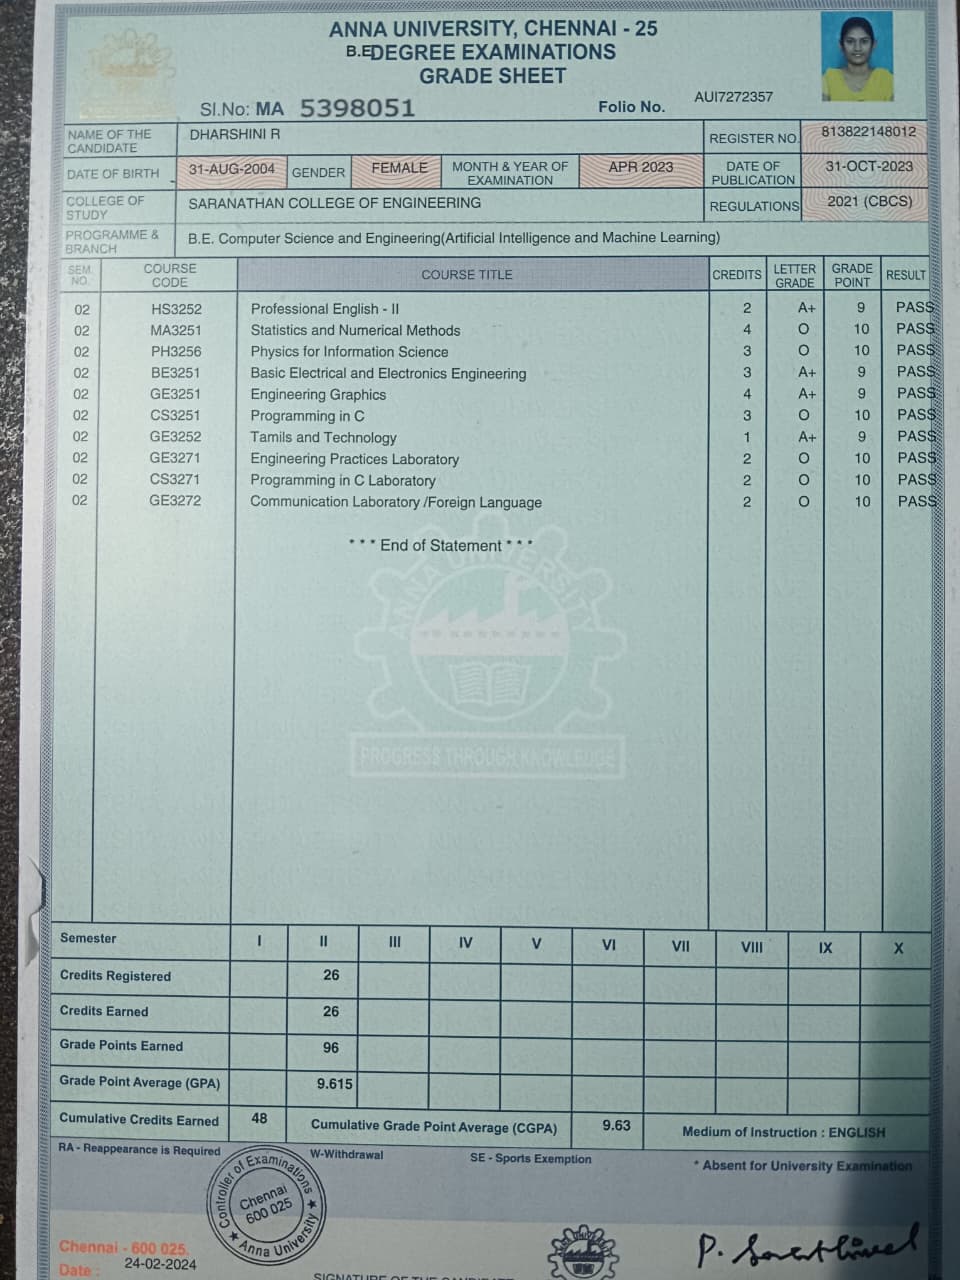 ANNA UNIVERSITY, CHENNAI - 25
B.E DEGREE EXAMINATIONS
GRADE SHEET
Sl.No: MA 5398051 Folio No. AUI7272357
NAME OF THE CANDIDATE DHARSHINI R REGISTER NO. 813822148012
DATE OF BIRTH 31-AUG-2004 GENDER FEMALE MONTH & YEAR OF EXAMINATION APR 2023 DATE OF PUBLICATION 31-OCT-2023
COLLEGE OF STUDY SARANATHAN COLLEGE OF ENGINEERING REGULATIONS 2021 (CBCS)
PROGRAMME & BRANCH B.E. Computer Science and Engineering(Artificial Intelligence and Machine Learning)
SEM. NO. COURSE CODE COURSE TITLE CREDITS LETTER GRADE GRADE POINT RESULT
02 HS3252 Professional English - II 2 A+ 9 PASS
02 MA3251 Statistics and Numerical Methods 4 O 10 PASS
02 PH3256 Physics for Information Science 3 O 10 PASS
02 BE3251 Basic Electrical and Electronics Engineering 3 A+ 9 PASS
02 GE3251 Engineering Graphics 4 A+ 9 PASS
02 CS3251 Programming in C 3 O 10 PASS
02 GE3252 Tamils and Technology 1 A+ 9 PASS
02 GE3271 Engineering Practices Laboratory 2 O 10 PASS
02 CS3271 Programming in C Laboratory 2 O 10 PASS
02 GE3272 Communication Laboratory /Foreign Language 2 O 10 PASS
* * * End of Statement * * *
ANNA UNIVERSITY
PROGRESS THROUGH KNOWLEDGE
Semester I II III IV V VI VII VIII IX X
Credits Registered 26
Credits Earned 26
Grade Points Earned 96
Grade Point Average (GPA) 9.615
Cumulative Credits Earned 48 Cumulative Grade Point Average (CGPA) 9.63 Medium of Instruction : ENGLISH
RA - Reappearance is Required W-Withdrawal SE - Sports Exemption * Absent for University Examination
Controller of Examinations
Chennai
600 025
★ Anna University ★
Chennai - 600 025.
Date : 24-02-2024
SIGNATURE OF THE CANDIDATE